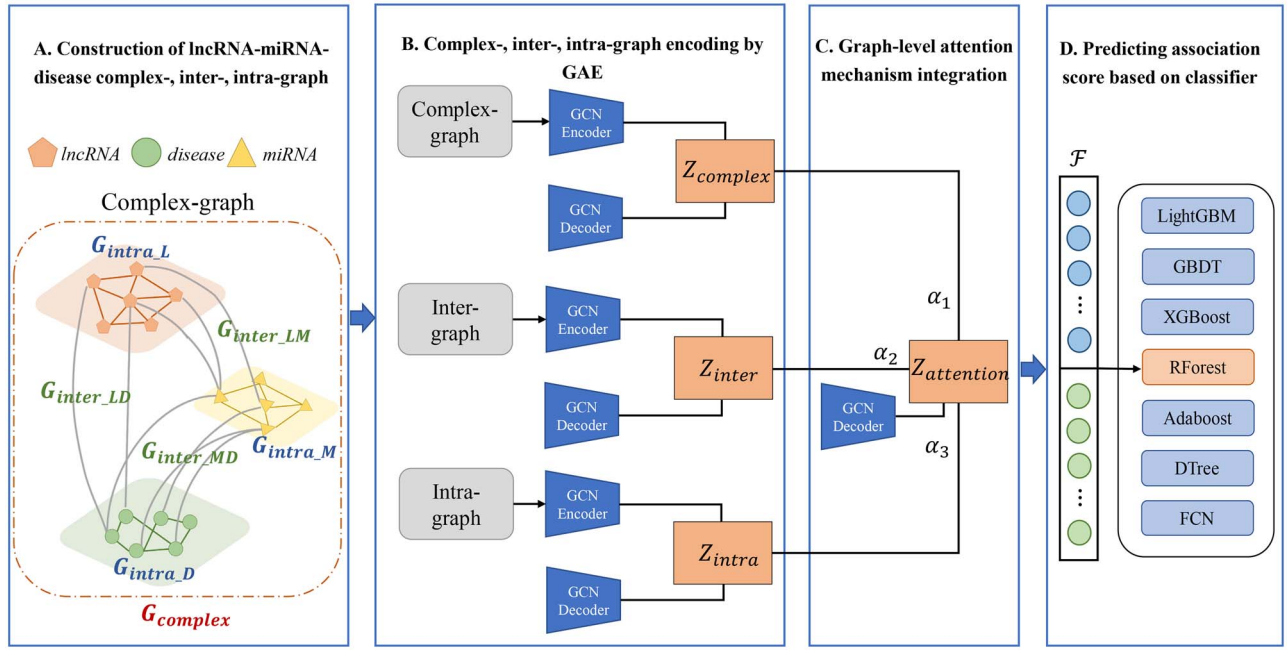 A. Construction of lncRNA-miRNA-
disease complex-, inter-, intra-graph
lncRNA
disease
miRNA
Complex-graph
G_intra_L
G_inter_LM
G_inter_LD
G_inter_MD
G_intra_M
G_intra_D
G_complex
B. Complex-, inter-, intra-graph encoding by
GAE
Complex-
graph
GCN
Encoder
Z_complex
GCN
Decoder
Inter-
graph
GCN
Encoder
Z_inter
GCN
Decoder
Intra-
graph
GCN
Encoder
Z_intra
GCN
Decoder
C. Graph-level attention
mechanism integration
α1
α2
Z_attention
GCN
Decoder
α3
D. Predicting association
score based on classifier
ℱ
LightGBM
GBDT
XGBoost
RForest
Adaboost
DTree
FCN